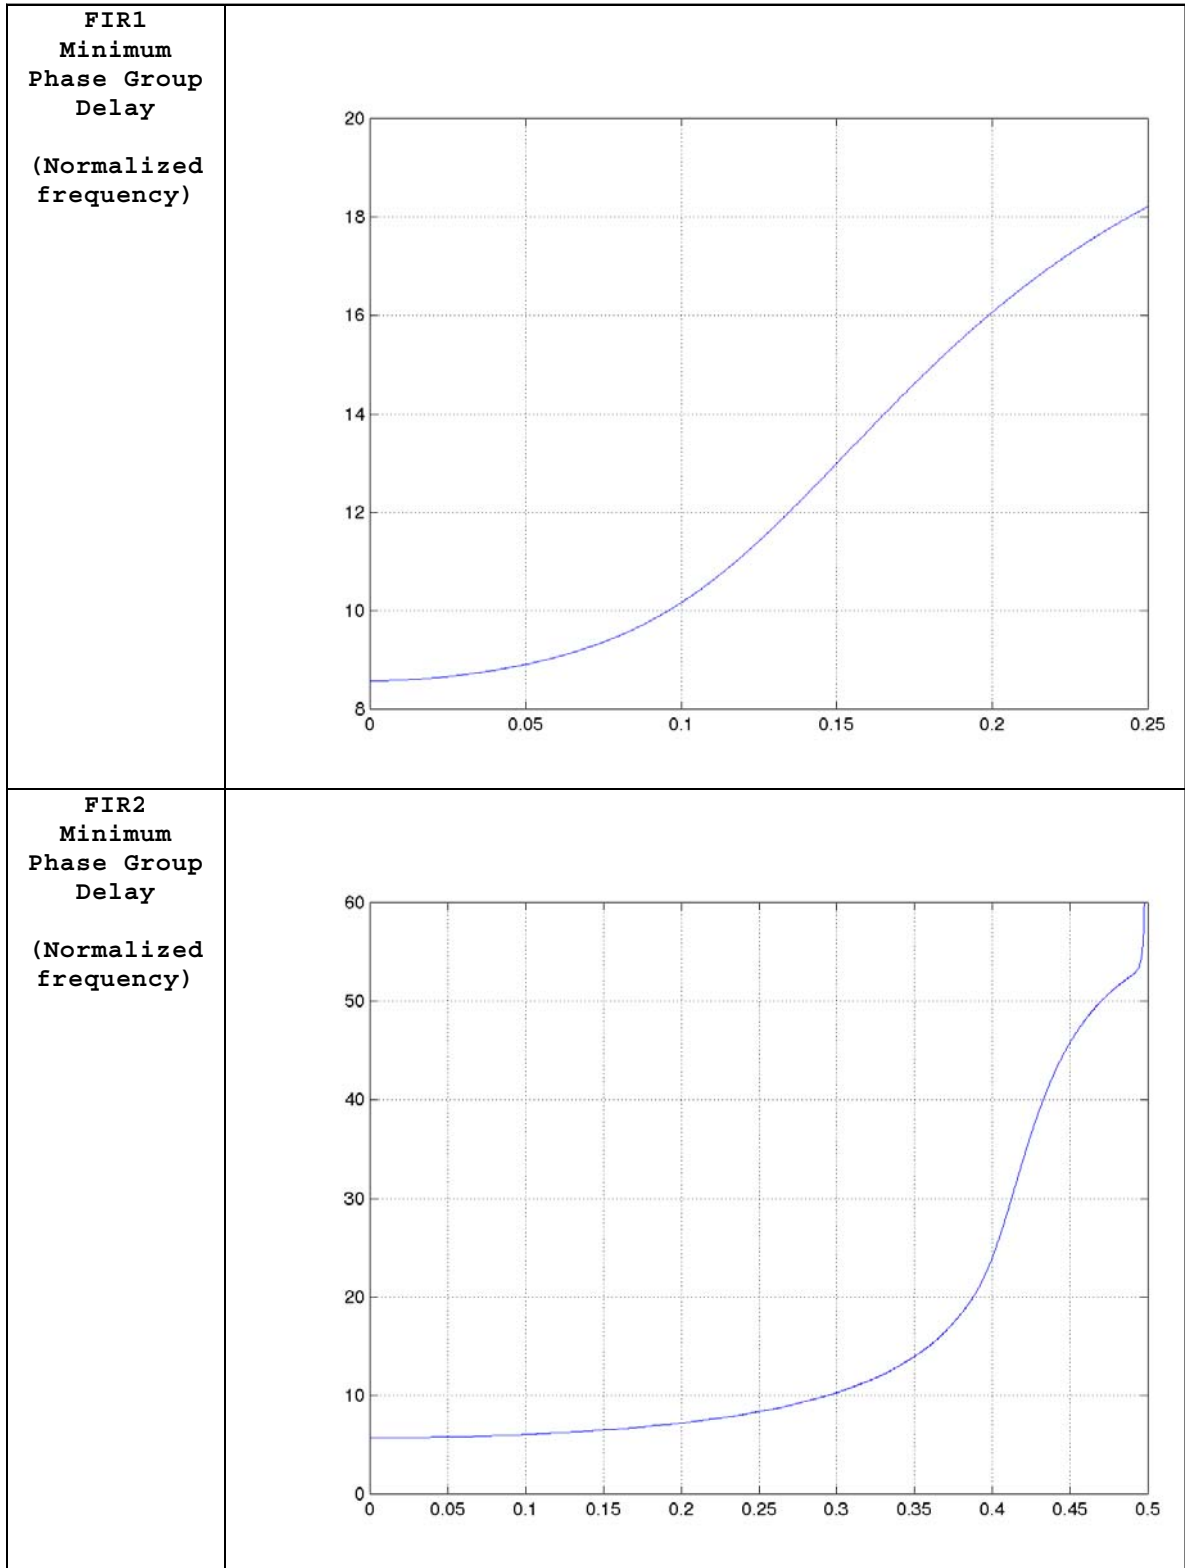 FIR1
Minimum
Phase Group
Delay
(Normalized
frequency)
20
18
16
14
12
10
8
0 0.05 0.1 0.15 0.2 0.25
FIR2
Minimum
Phase Group
Delay
(Normalized
frequency)
60
50
40
30
20
10
0
0 0.05 0.1 0.15 0.2 0.25 0.3 0.35 0.4 0.45 0.5